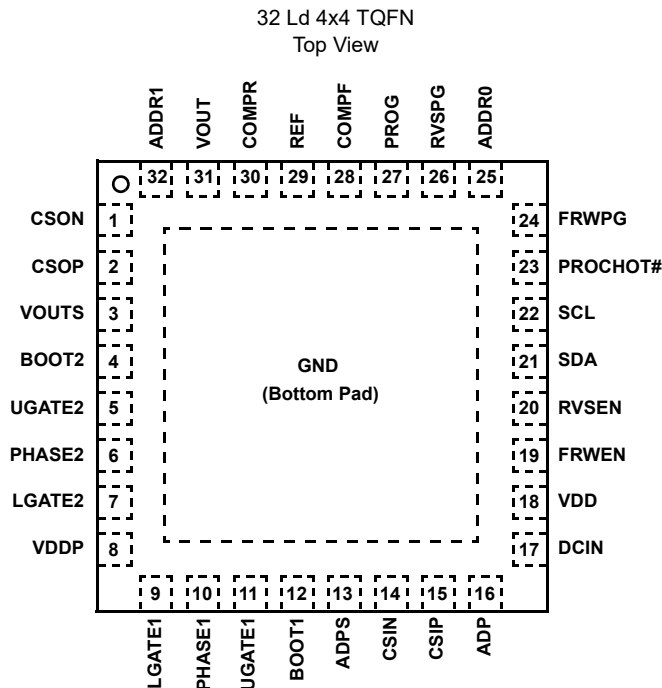 32 Ld 4x4 TQFN
Top View
ADDR1 VOUT COMPR REF COMPF PROG RVSPG ADDR0
32 31 30 29 28 27 26 25
CSON 1 24 FRWPG
CSOP 2 23 PROCHOT#
VOUTS 3 22 SCL
BOOT2 4 21 SDA
GND
(Bottom Pad)
UGATE2 5 20 RVSEN
PHASE2 6 19 FRWEN
LGATE2 7 18 VDD
VDDP 8 17 DCIN
9 10 11 12 13 14 15 16
LGATE1 PHASE1 UGATE1 BOOT1 ADPS CSIN CSIP ADP